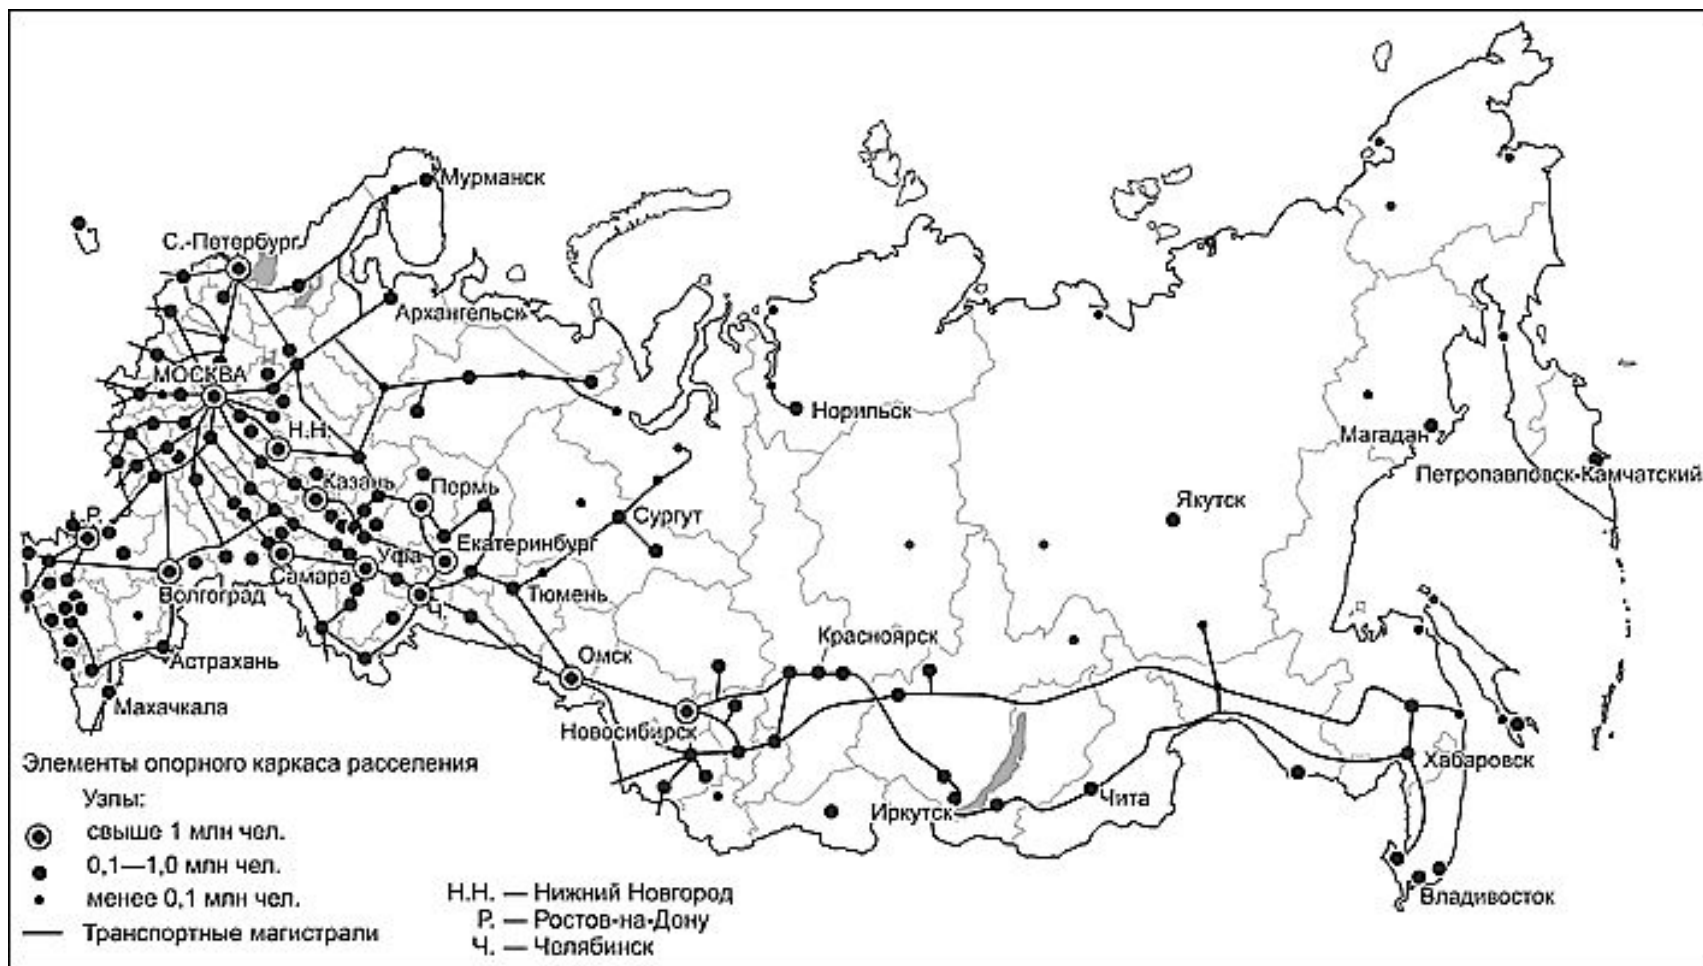 Мурманск
С.-Петербург
Архангельск
МОСКВА
Н.Н.
Норильск
Магадан
Петропавловск-Камчатский
Казань
Пермь
Якутск
Р.
Сургут
Уфа
Екатеринбург
Самара
Волгоград
Ч.
Тюмень
Красноярск
Омск
Астрахань
Махачкала
Новосибирск
Хабаровск
Элементы опорного каркаса расселения
Иркутск
Чита
Узлы:
свыше 1 млн чел.
0,1—1,0 млн чел.
менее 0,1 млн чел.
Транспортные магистрали
Н.Н. — Нижний Новгород
Р. — Ростов-на-Дону
Ч. — Челябинск
Владивосток